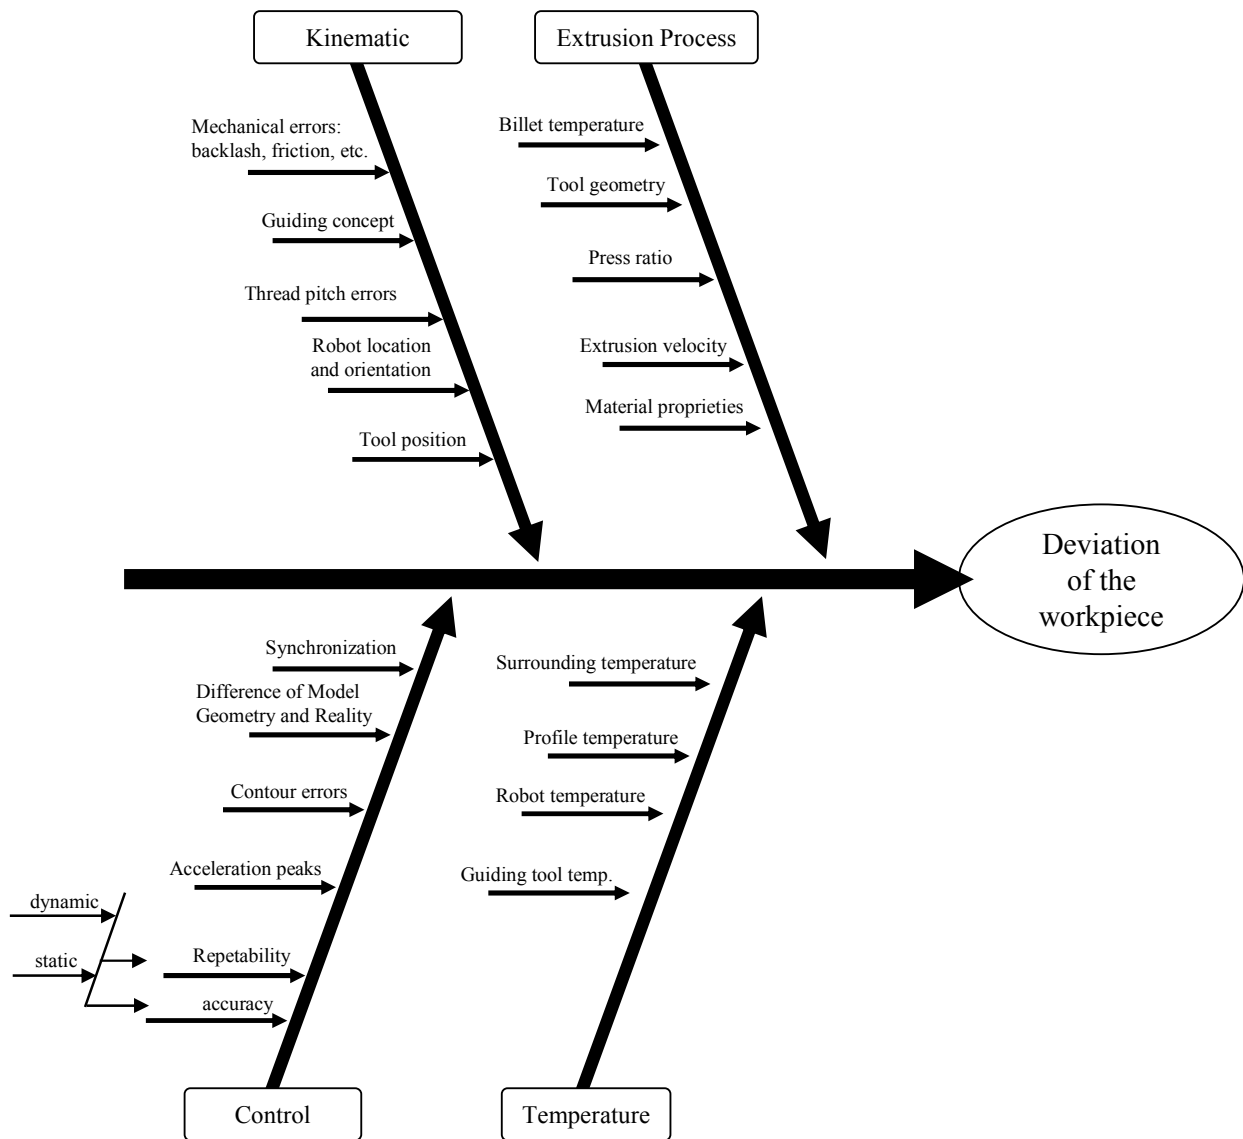 Kinematic
Extrusion Process
Mechanical errors:
backlash, friction, etc.
Guiding concept
Thread pitch errors
Robot location
and orientation
Tool position
Billet temperature
Tool geometry
Press ratio
Extrusion velocity
Material proprieties
Deviation
of the
workpiece
Synchronization
Difference of Model
Geometry and Reality
Contour errors
Acceleration peaks
dynamic
static
Repetability
accuracy
Surrounding temperature
Profile temperature
Robot temperature
Guiding tool temp.
Control
Temperature